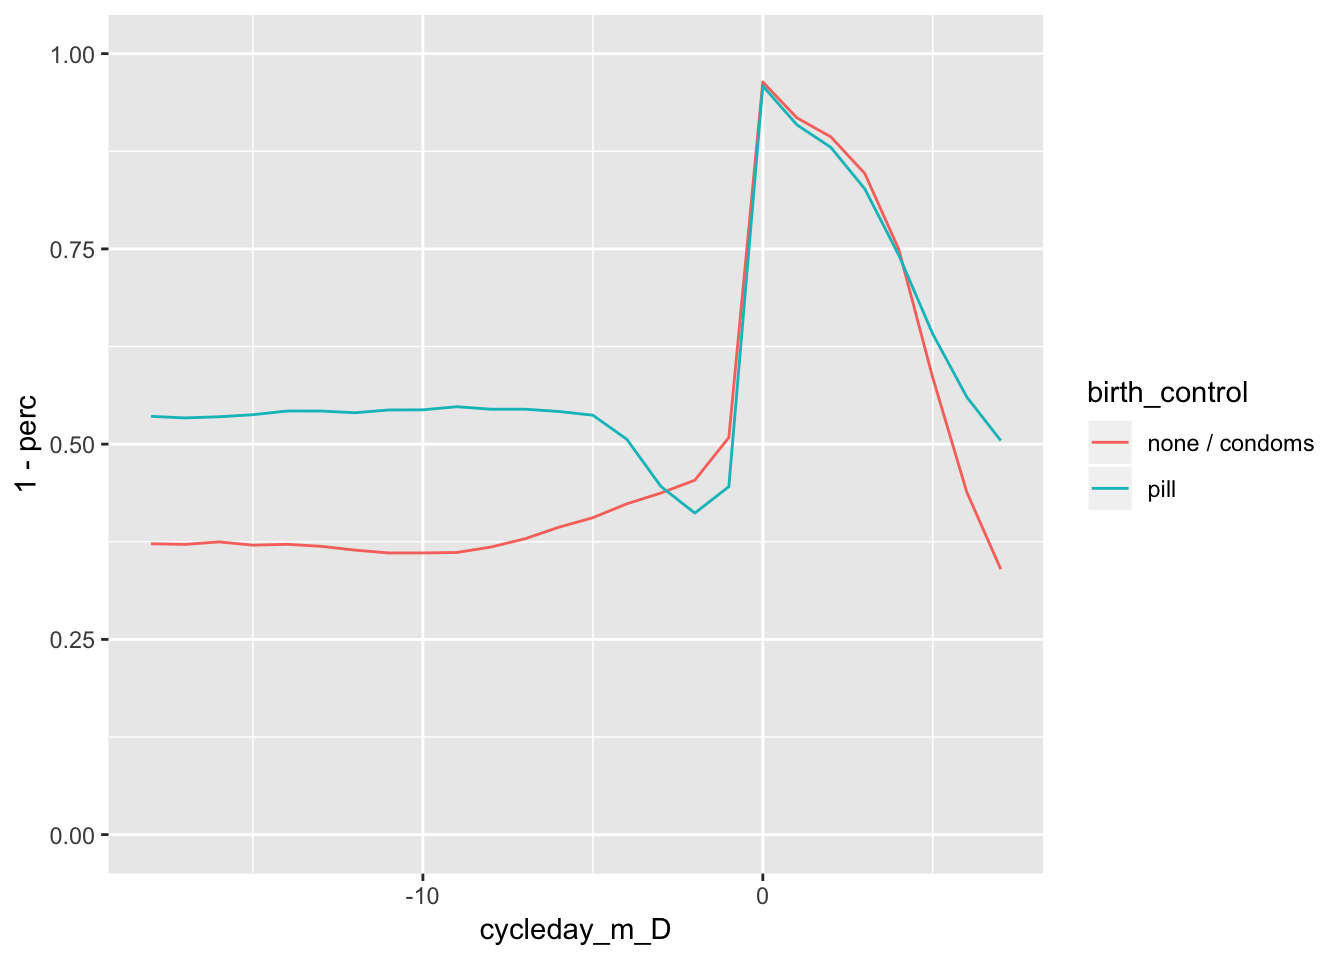 1.00
0.75
0.50
0.25
0.00
1 - perc
-10
0
cycleday_m_D
birth_control
none / condoms
pill